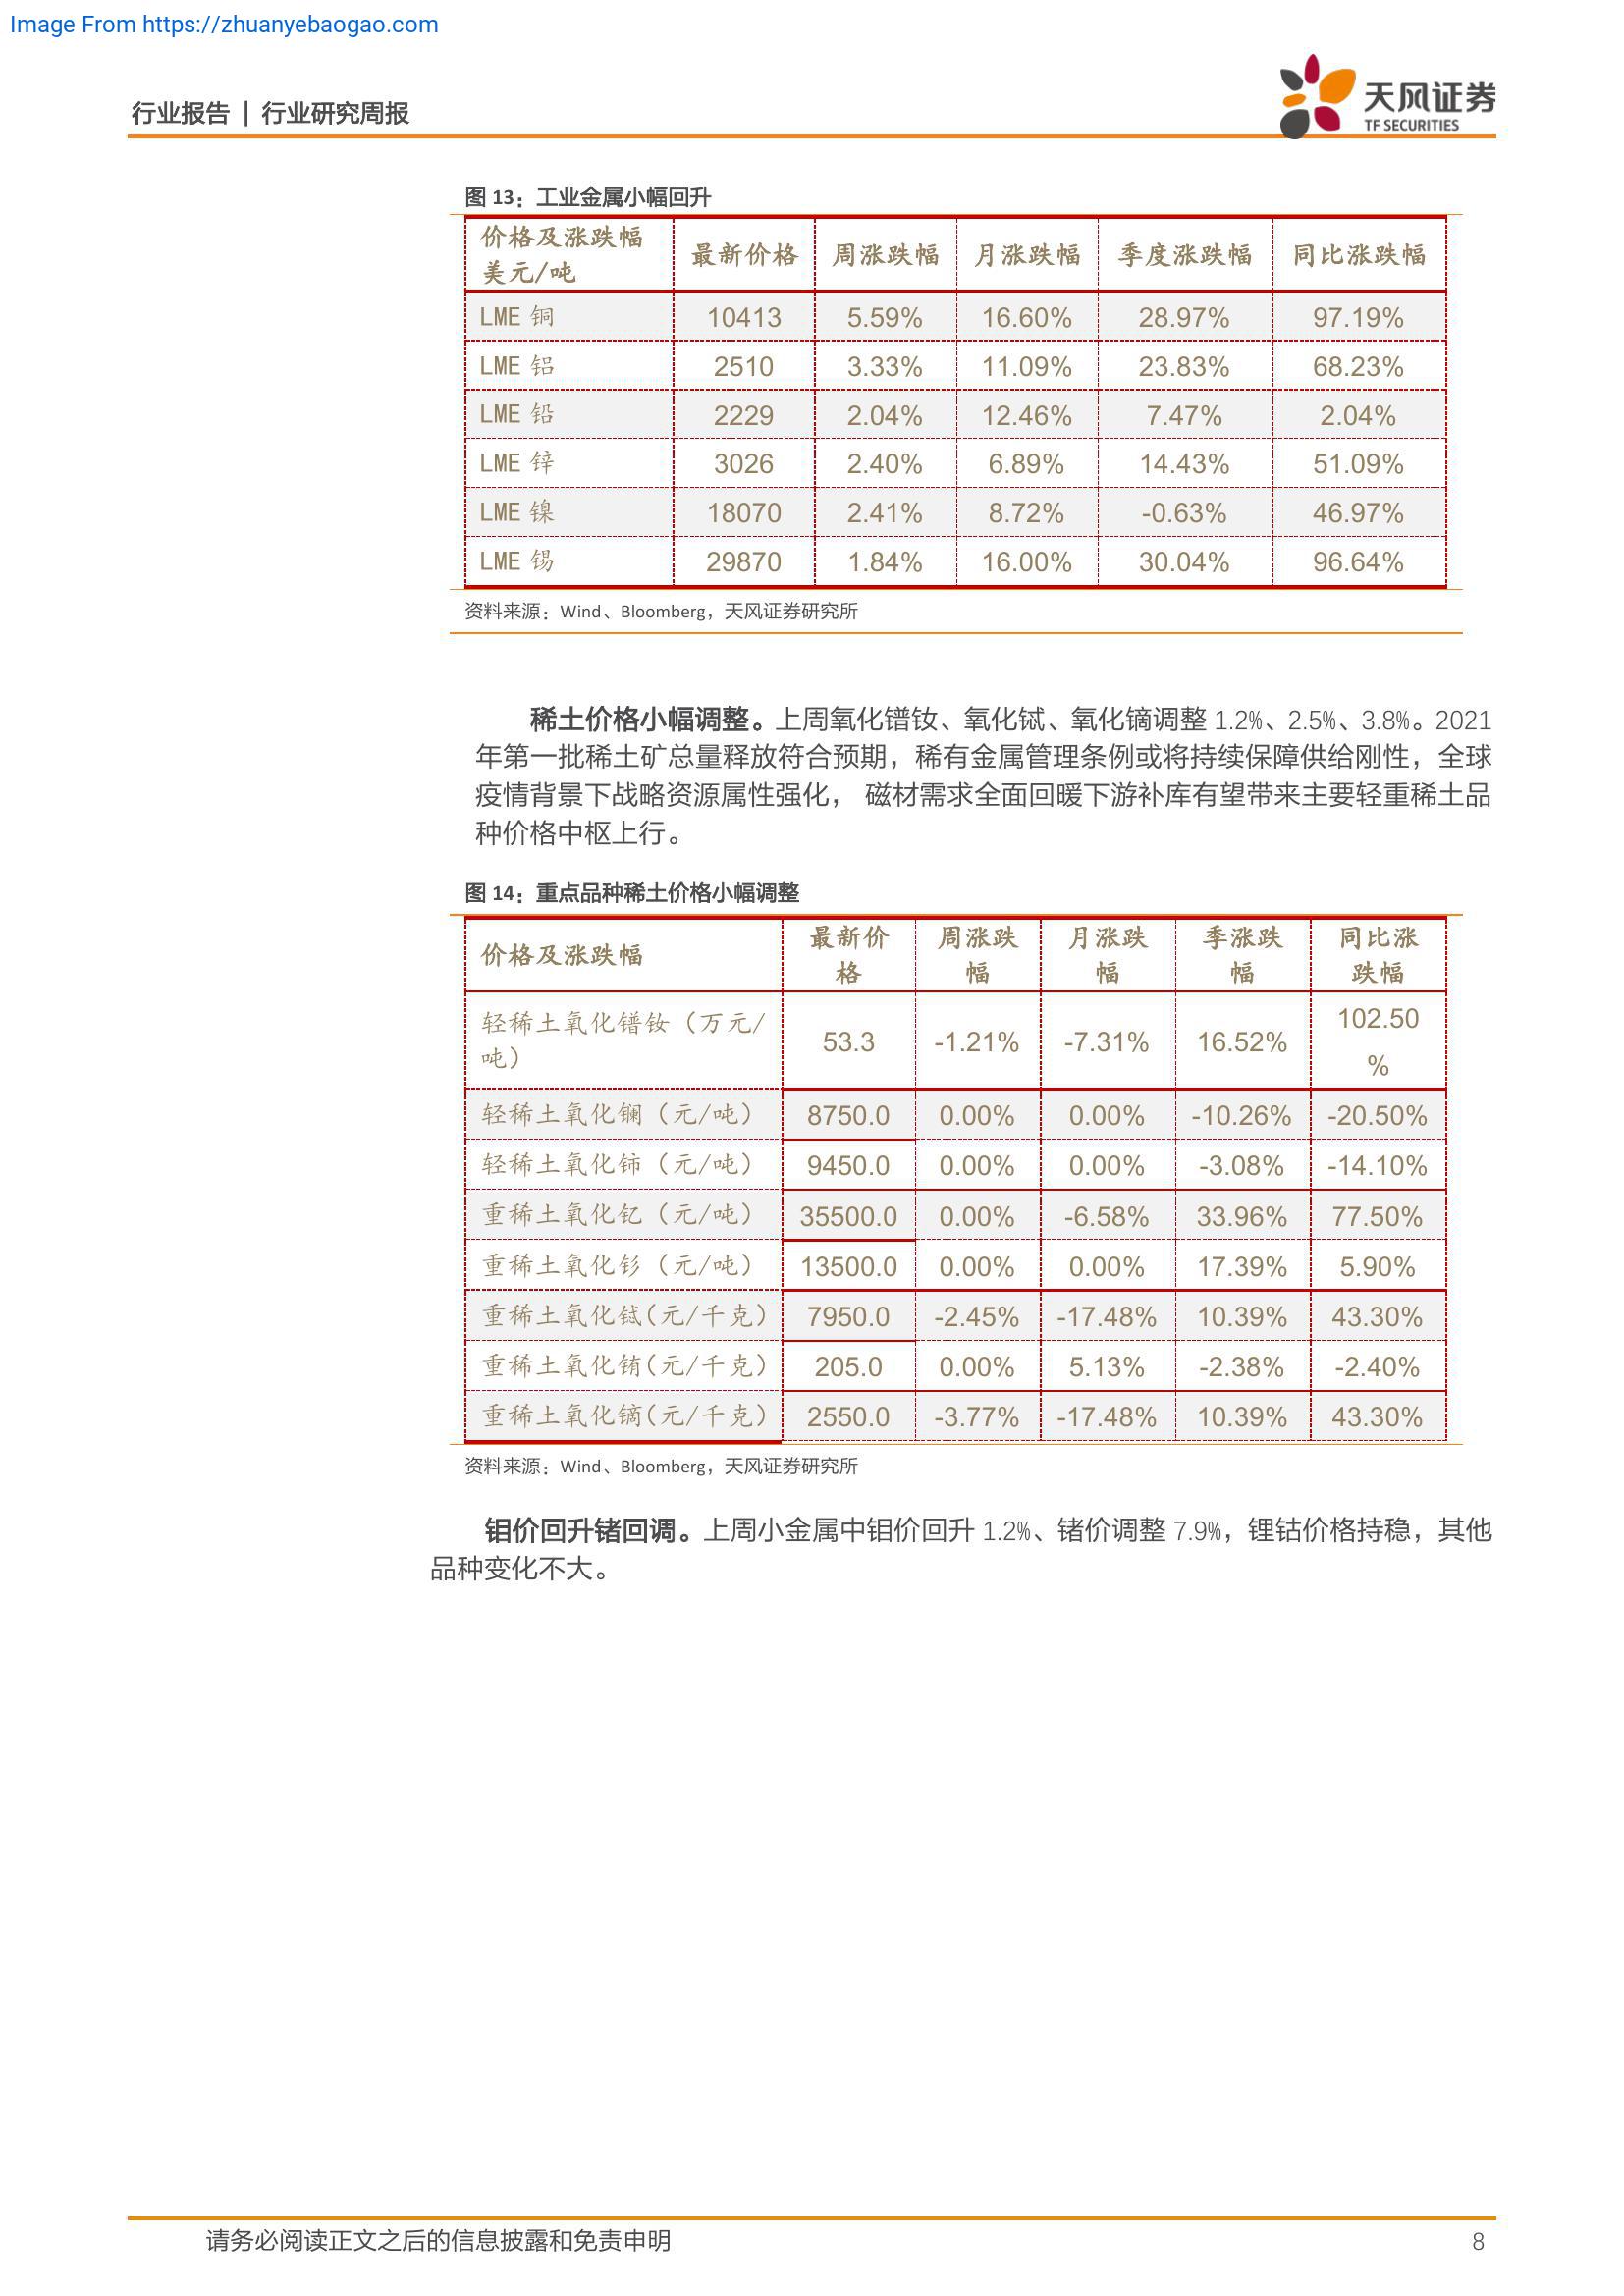 Image From https://zhuanyebaogao.com
行业报告 | 行业研究周报
天风证券
TF SECURITIES
图 13：工业金属小幅回升
价格及涨跌幅 美元/吨 最新价格 周涨跌幅 月涨跌幅 季度涨跌幅 同比涨跌幅
LME 铜 10413 5.59% 16.60% 28.97% 97.19%
LME 铝 2510 3.33% 11.09% 23.83% 68.23%
LME 铅 2229 2.04% 12.46% 7.47% 2.04%
LME 锌 3026 2.40% 6.89% 14.43% 51.09%
LME 镍 18070 2.41% 8.72% -0.63% 46.97%
LME 锡 29870 1.84% 16.00% 30.04% 96.64%
资料来源：Wind、Bloomberg，天风证券研究所
稀土价格小幅调整。上周氧化镨钕、氧化铽、氧化镝调整 1.2%、2.5%、3.8%。2021
年第一批稀土矿总量释放符合预期，稀有金属管理条例或将持续保障供给刚性，全球
疫情背景下战略资源属性强化， 磁材需求全面回暖下游补库有望带来主要轻重稀土品
种价格中枢上行。
图 14：重点品种稀土价格小幅调整
价格及涨跌幅 最新价格 周涨跌幅 月涨跌幅 季涨跌幅 同比涨跌幅
轻稀土氧化镨钕（万元/吨） 53.3 -1.21% -7.31% 16.52% 102.50%
轻稀土氧化镧（元/吨） 8750.0 0.00% 0.00% -10.26% -20.50%
轻稀土氧化铈（元/吨） 9450.0 0.00% 0.00% -3.08% -14.10%
重稀土氧化钇（元/吨） 35500.0 0.00% -6.58% 33.96% 77.50%
重稀土氧化钐（元/吨） 13500.0 0.00% 0.00% 17.39% 5.90%
重稀土氧化铽(元/千克） 7950.0 -2.45% -17.48% 10.39% 43.30%
重稀土氧化铕(元/千克） 205.0 0.00% 5.13% -2.38% -2.40%
重稀土氧化镝(元/千克） 2550.0 -3.77% -17.48% 10.39% 43.30%
资料来源：Wind、Bloomberg，天风证券研究所
钼价回升锗回调。上周小金属中钼价回升 1.2%、锗价调整 7.9%，锂钴价格持稳，其他
品种变化不大。
请务必阅读正文之后的信息披露和免责申明 8